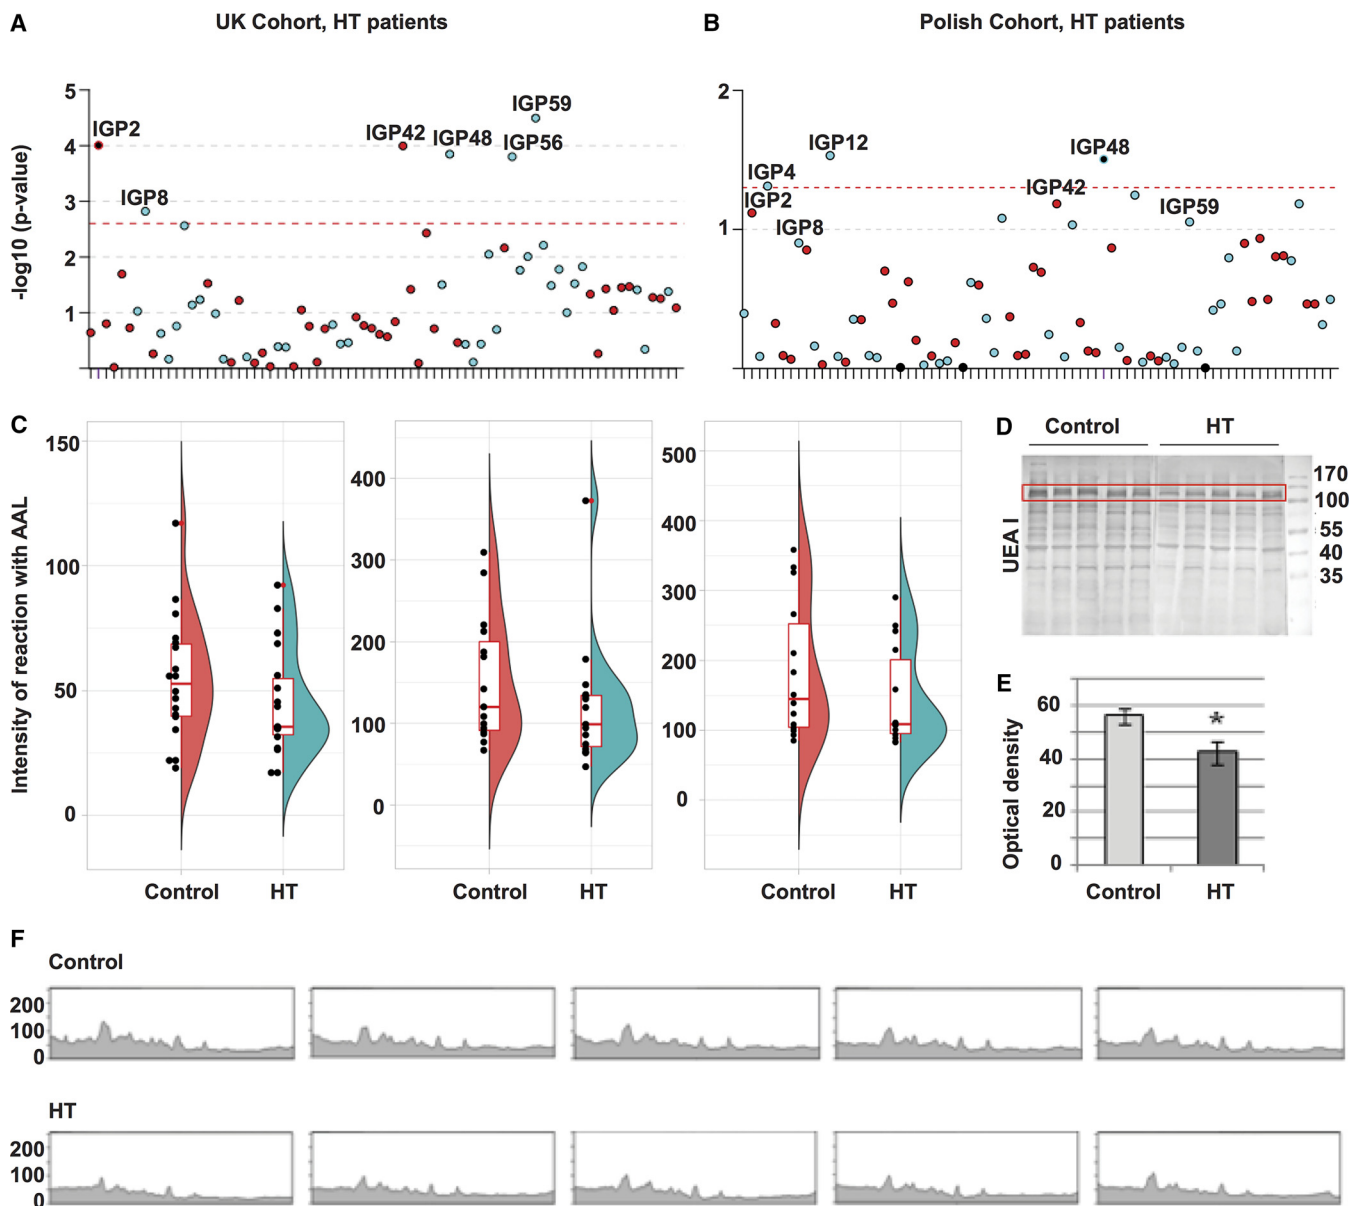 A
UK Cohort, HT patients
B
Polish Cohort, HT patients
-log10 (p-value)
5
4
3
2
1
IGP2
IGP8
IGP42
IGP48
IGP59
IGP56
2
1
IGP4
IGP2
IGP12
IGP8
IGP42
IGP48
IGP59
C
Intensity of reaction with AAL
150
100
50
0
Control
HT
400
300
200
100
0
Control
HT
500
400
300
200
100
0
Control
HT
D
Control
HT
UEA I
170
100
55
40
35
E
Optical density
60
40
20
0
*
Control
HT
F
Control
200
100
0
HT
200
100
0